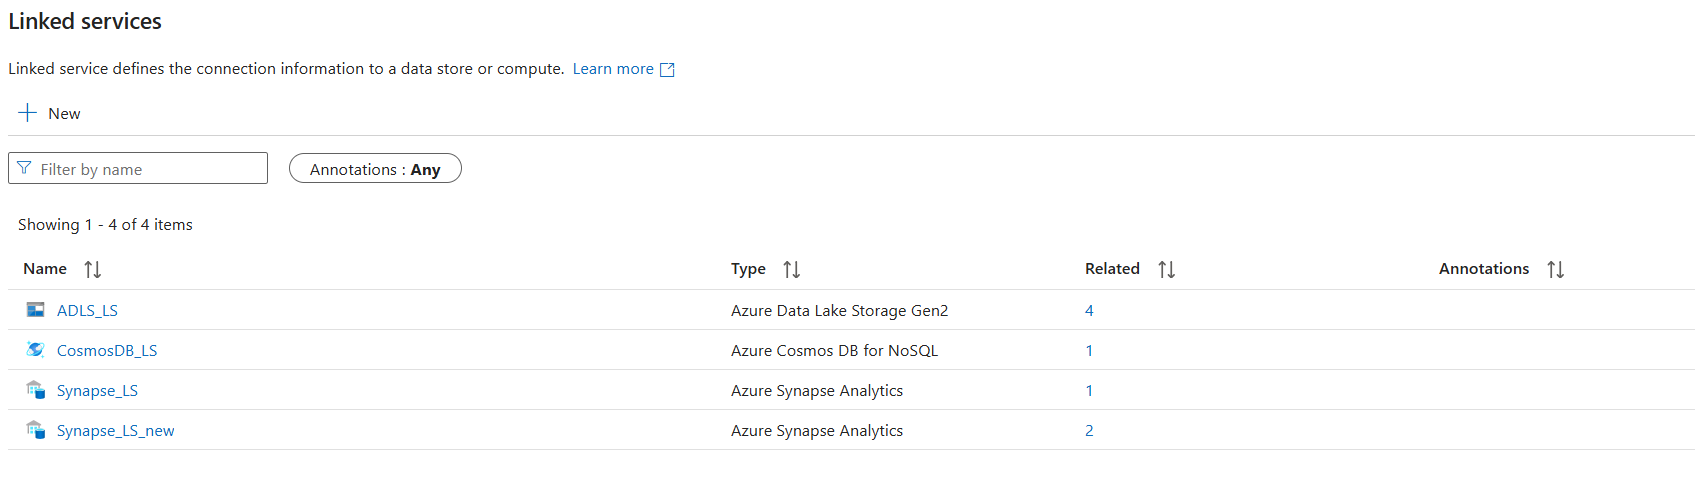 Linked services
Linked service defines the connection information to a data store or compute. Learn more
New
Filter by name
Annotations : Any
Showing 1 - 4 of 4 items
Name Type Related Annotations
ADLS_LS Azure Data Lake Storage Gen2 4
CosmosDB_LS Azure Cosmos DB for NoSQL 1
Synapse_LS Azure Synapse Analytics 1
Synapse_LS_new Azure Synapse Analytics 2